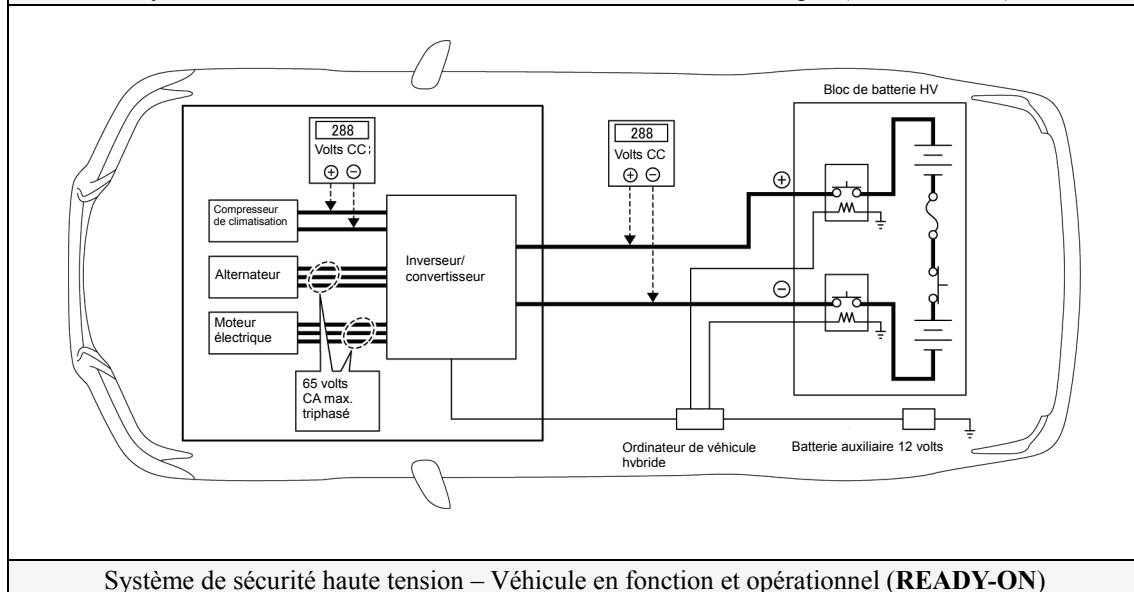 Bloc de batterie HV
288
Volts CC
288
Volts CC
Compresseur
de climatisation
Alternateur
Moteur
électrique
Inverseur/
convertisseur
65 volts
CA max.
triphasé
Ordinateur de véhicule
hybride
Batterie auxiliaire 12 volts
Système de sécurité haute tension – Véhicule en fonction et opérationnel (READY-ON)